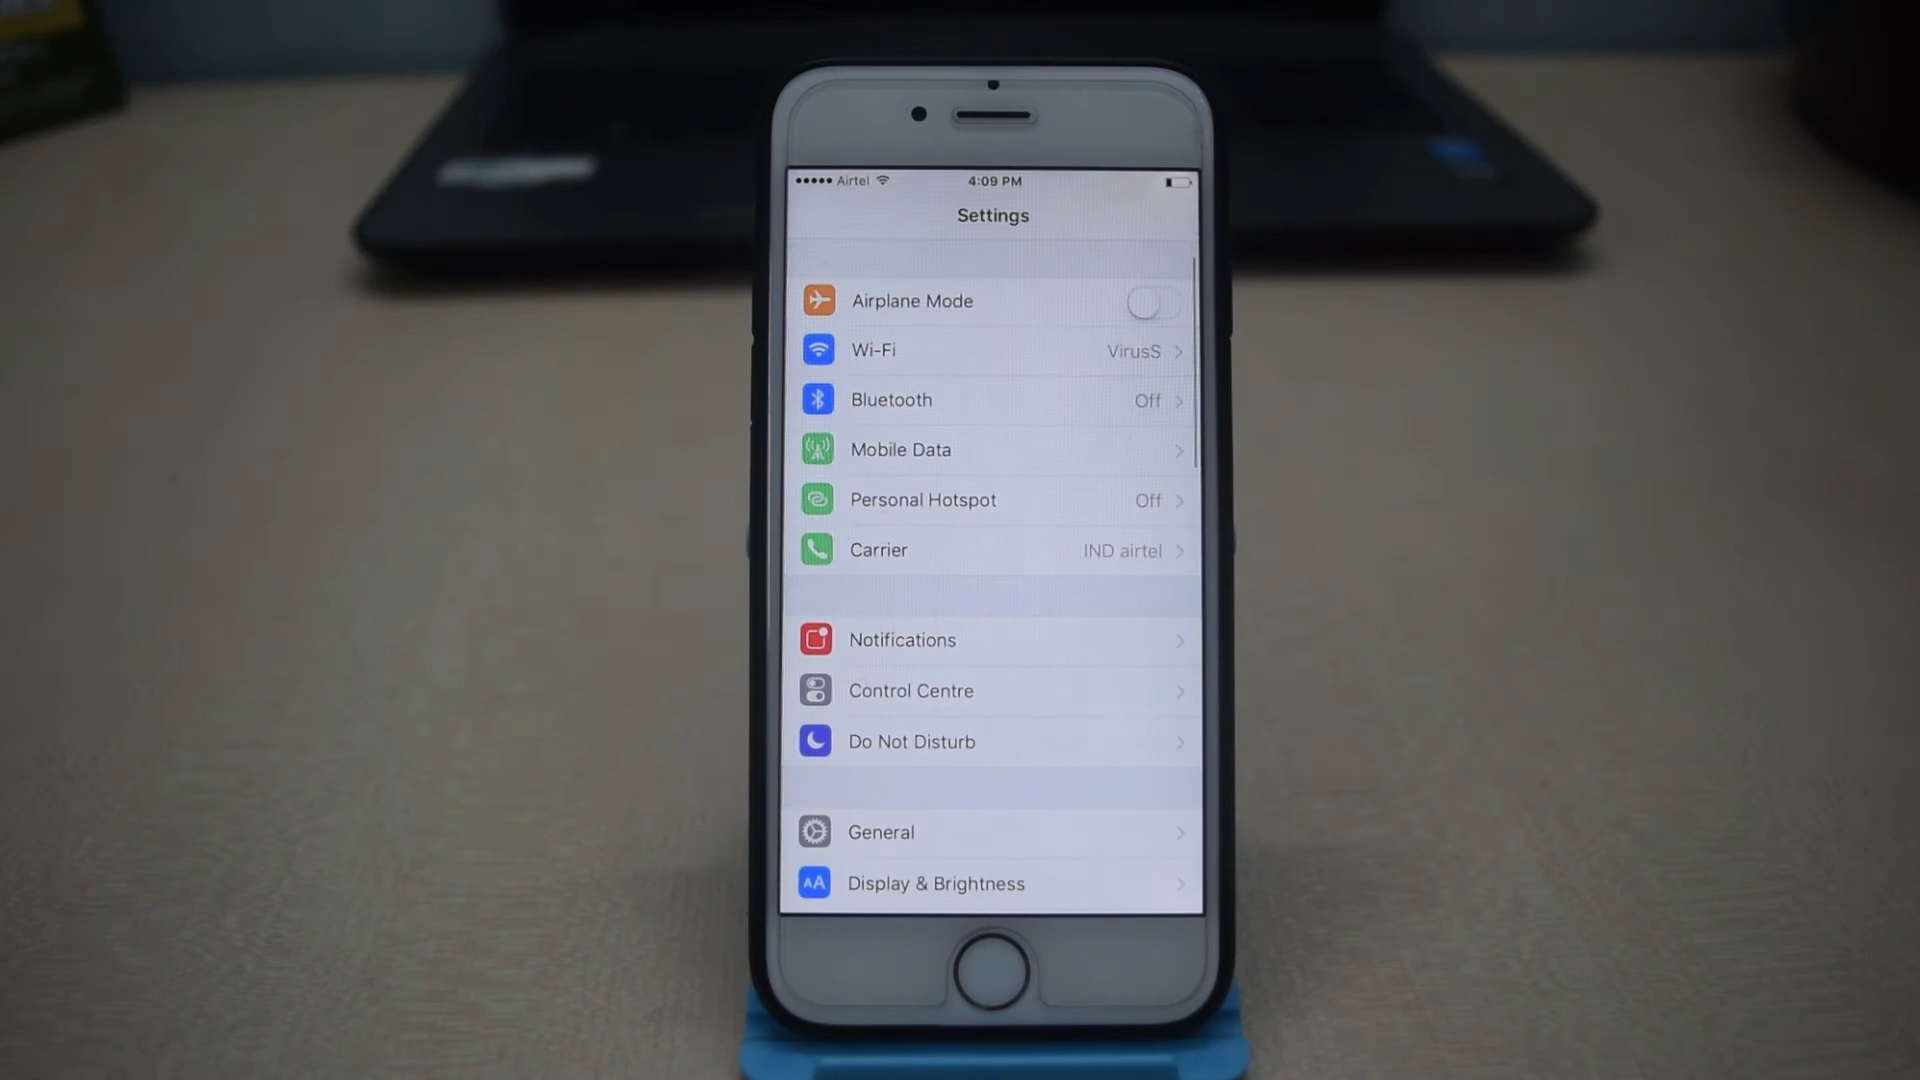 Airtel 4:09 PM
Settings
Airplane Mode
Wi-Fi VirusS
Bluetooth Off
Mobile Data
Personal Hotspot Off
Carrier IND airtel
Notifications
Control Centre
Do Not Disturb
General
AA Display & Brightness